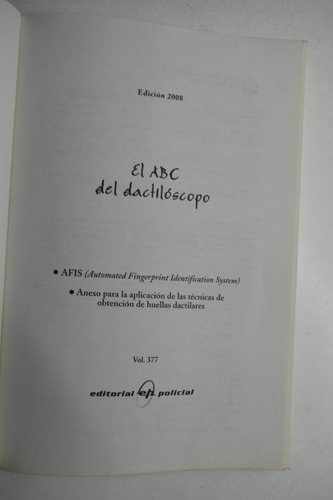 Edición 2008
El ABC
del dactilóscopo
• AFIS (Automated Fingerprint Identification System)
• Anexo para la aplicación de las técnicas de
obtención de huellas dactilares
Vol. 377
editorial ep policial